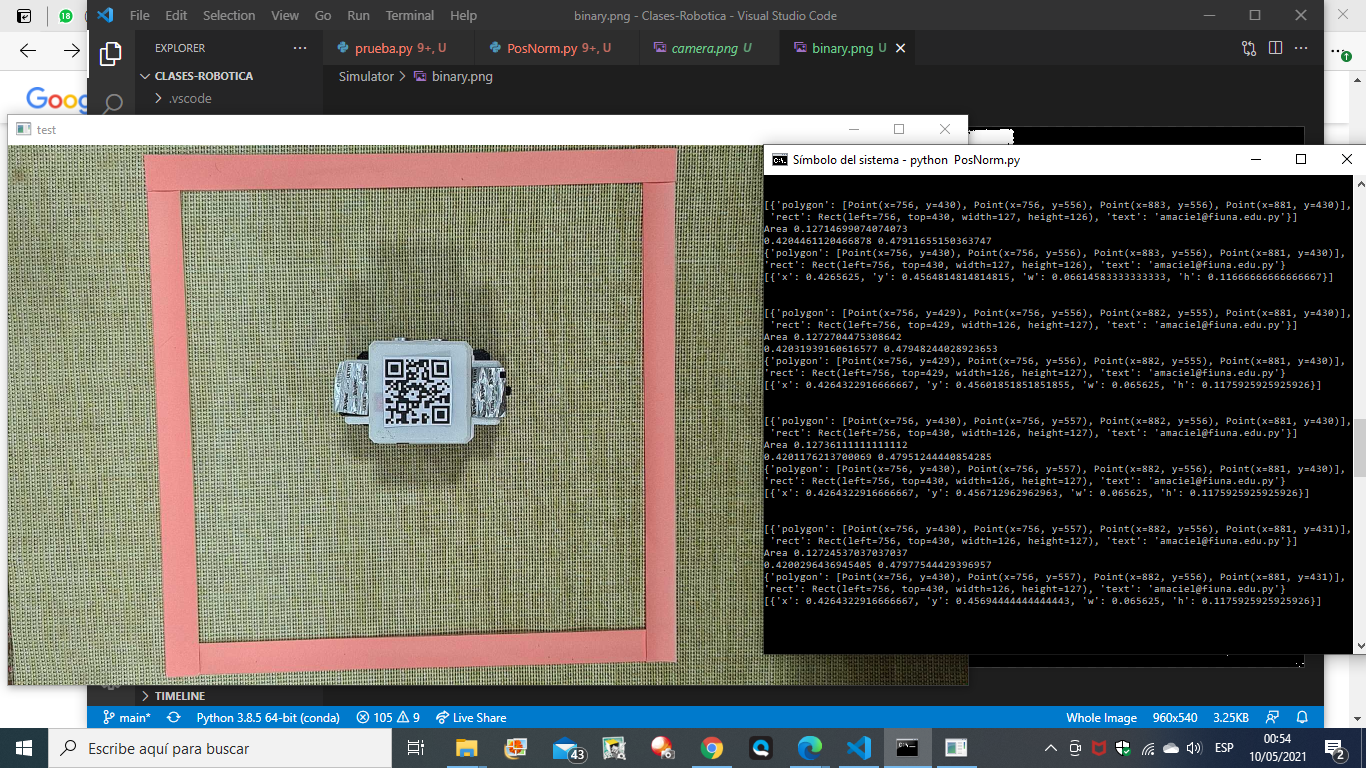 18
File Edit Selection View Go Run Terminal Help
binary.png - Clases-Robotica - Visual Studio Code
EXPLORER
prueba.py 9+, U
PosNorm.py 9+, U
camera.png U
binary.png U
CLASES-ROBOTICA
Simulator > binary.png
.vscode
Goog
test
Símbolo del sistema - python PosNorm.py
[{'polygon': [Point(x=756, y=430), Point(x=756, y=556), Point(x=883, y=556), Point(x=881, y=430)],
'rect': Rect(left=756, top=430, width=127, height=126), 'text': 'amaciel@fiuna.edu.py'}]
Area 0.12714699074074073
0.4204461120466878 0.47911655150363747
{'polygon': [Point(x=756, y=430), Point(x=756, y=556), Point(x=883, y=556), Point(x=881, y=430)],
'rect': Rect(left=756, top=430, width=127, height=126), 'text': 'amaciel@fiuna.edu.py'}
[{'x': 0.4265625, 'y': 0.4564814814814815, 'w': 0.06614583333333333, 'h': 0.11666666666666667}]
[{'polygon': [Point(x=756, y=429), Point(x=756, y=556), Point(x=882, y=555), Point(x=881, y=430)],
'rect': Rect(left=756, top=429, width=126, height=127), 'text': 'amaciel@fiuna.edu.py'}]
Area 0.1272704475308642
0.42031939160616577 0.47948244028923653
{'polygon': [Point(x=756, y=429), Point(x=756, y=556), Point(x=882, y=555), Point(x=881, y=430)],
'rect': Rect(left=756, top=429, width=126, height=127), 'text': 'amaciel@fiuna.edu.py'}
[{'x': 0.4264322916666667, 'y': 0.45601851851851855, 'w': 0.065625, 'h': 0.1175925925925926}]
[{'polygon': [Point(x=756, y=430), Point(x=756, y=557), Point(x=882, y=556), Point(x=881, y=430)],
'rect': Rect(left=756, top=430, width=126, height=127), 'text': 'amaciel@fiuna.edu.py'}]
Area 0.12736111111111112
0.4201176213700069 0.47951244440854285
{'polygon': [Point(x=756, y=430), Point(x=756, y=557), Point(x=882, y=556), Point(x=881, y=430)],
'rect': Rect(left=756, top=430, width=126, height=127), 'text': 'amaciel@fiuna.edu.py'}
[{'x': 0.4264322916666667, 'y': 0.456712962962963, 'w': 0.065625, 'h': 0.1175925925925926}]
[{'polygon': [Point(x=756, y=430), Point(x=756, y=557), Point(x=882, y=556), Point(x=881, y=431)],
'rect': Rect(left=756, top=430, width=126, height=127), 'text': 'amaciel@fiuna.edu.py'}]
Area 0.12724537037037037
0.4200296436945405 0.47977544429396957
{'polygon': [Point(x=756, y=430), Point(x=756, y=557), Point(x=882, y=556), Point(x=881, y=431)],
'rect': Rect(left=756, top=430, width=126, height=127), 'text': 'amaciel@fiuna.edu.py'}
[{'x': 0.4264322916666667, 'y': 0.45694444444444443, 'w': 0.065625, 'h': 0.1175925925925926}]
TIMELINE
main* Python 3.8.5 64-bit (conda) 105 9 Live Share
Whole Image 960x540 3.25KB
Escribe aquí para buscar
43
6
ESP
00:54
10/05/2021
2